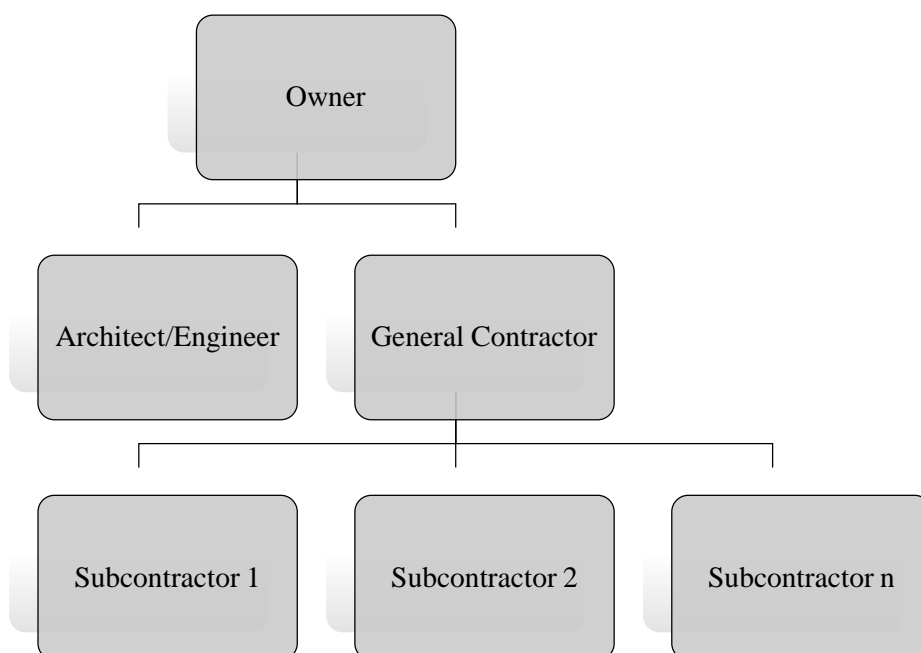 Owner
Architect/Engineer
General Contractor
Subcontractor 1
Subcontractor 2
Subcontractor n